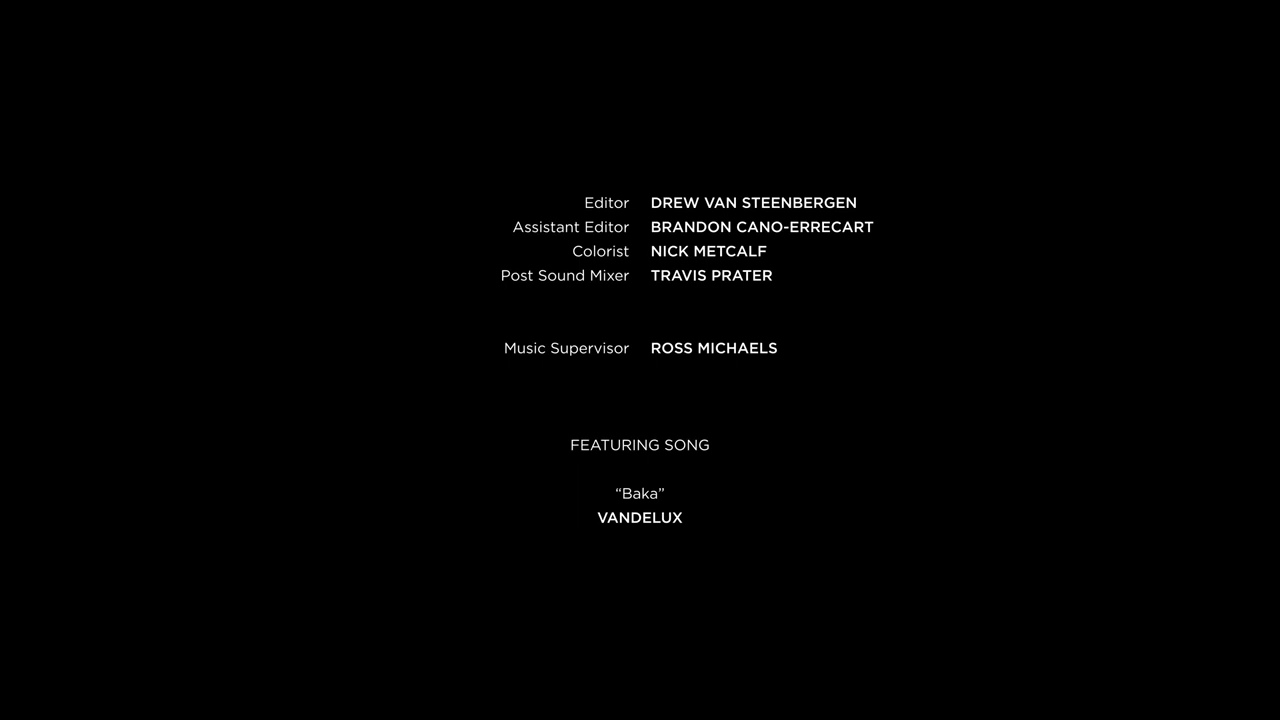 Editor DREW VAN STEENBERGEN
Assistant Editor BRANDON CANO-ERRECART
Colorist NICK METCALF
Post Sound Mixer TRAVIS PRATER
Music Supervisor ROSS MICHAELS
FEATURING SONG
“Baka”
VANDELUX